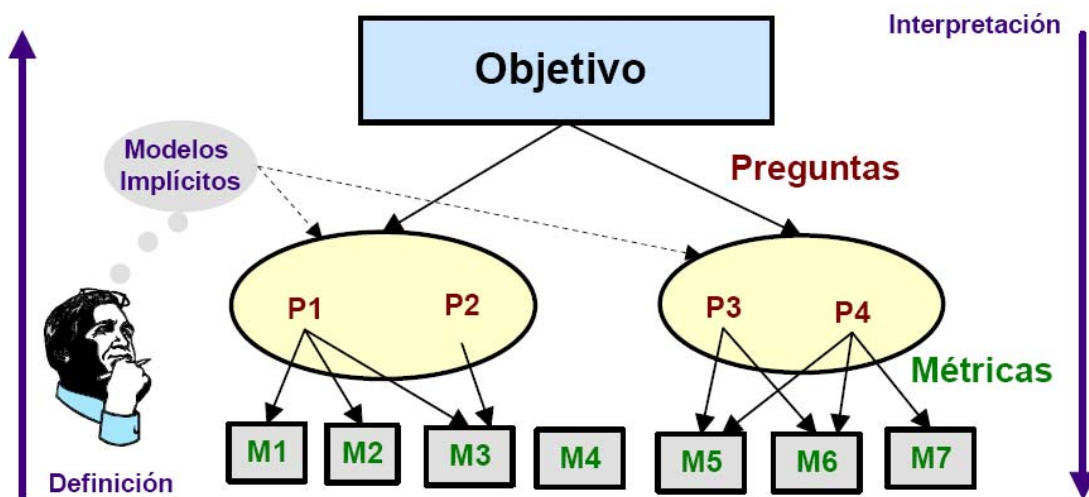 Interpretación
Objetivo
Modelos
Implícitos
Preguntas
P1
P2
P3
P4
Métricas
M1
M2
M3
M4
M5
M6
M7
Definición